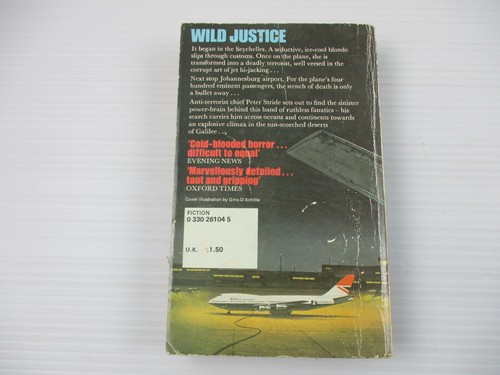 WILD JUSTICE
It began in the Seychelles. A seductive, ice-cool blonde
slips through customs. Once on the plane, she is
transformed into a deadly terrorist, well versed in the
corrupt art of jet hi-jacking . . .
Next stop Johannesburg airport. For the plane's four
hundred eminent passengers, the stench of death is only
a bullet away . . .
Anti-terrorist chief Peter Stride sets out to find the sinister
power-brain behind this band of ruthless fanatics – his
search carries him across oceans and continents towards
an explosive climax in the sun-scorched deserts
of Galilee . . .
'Cold-blooded horror . . .
difficult to equal'
EVENING NEWS
'Marvellously detailed . . .
taut and gripping'
OXFORD TIMES
Cover illustration by Gino D'Achille
FICTION
0 330 26104 5
U.K. £1.50